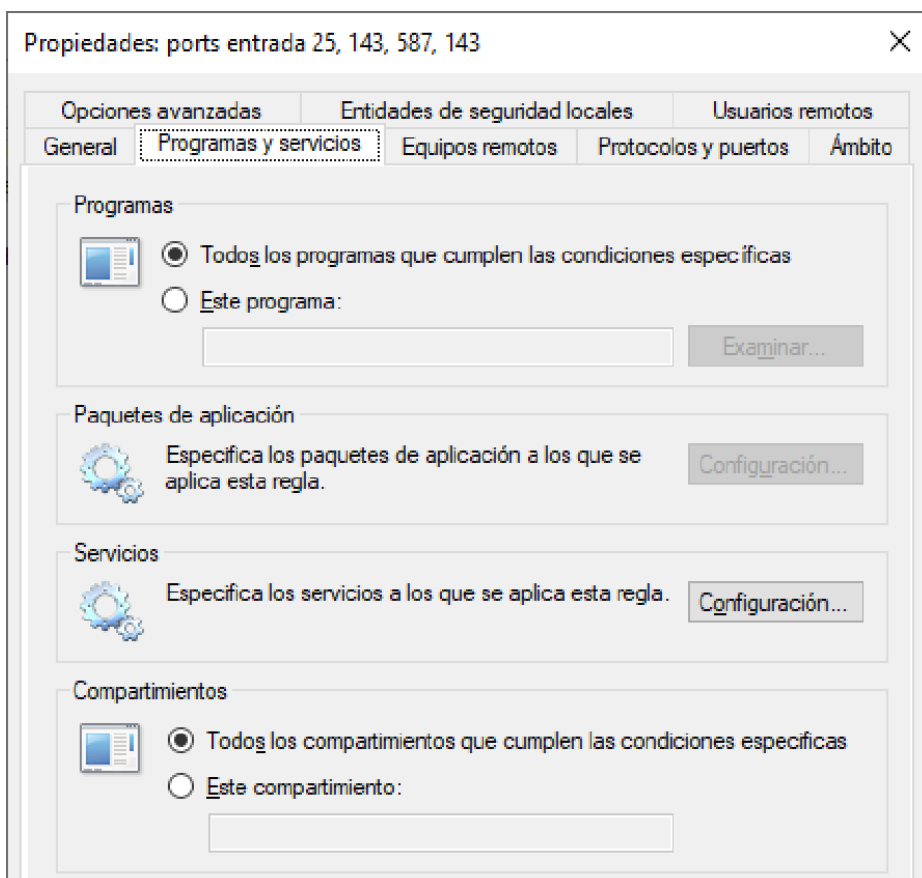 Propiedades: ports entrada 25, 143, 587, 143
Opciones avanzadas Entidades de seguridad locales Usuarios remotos
General Programas y servicios Equipos remotos Protocolos y puertos Ámbito
Programas
Todos los programas que cumplen las condiciones específicas
Este programa:
Examinar...
Paquetes de aplicación
Especifica los paquetes de aplicación a los que se
aplica esta regla.
Configuración...
Servicios
Especifica los servicios a los que se aplica esta regla.
Configuración...
Compartimientos
Todos los compartimientos que cumplen las condiciones específicas
Este compartimiento: